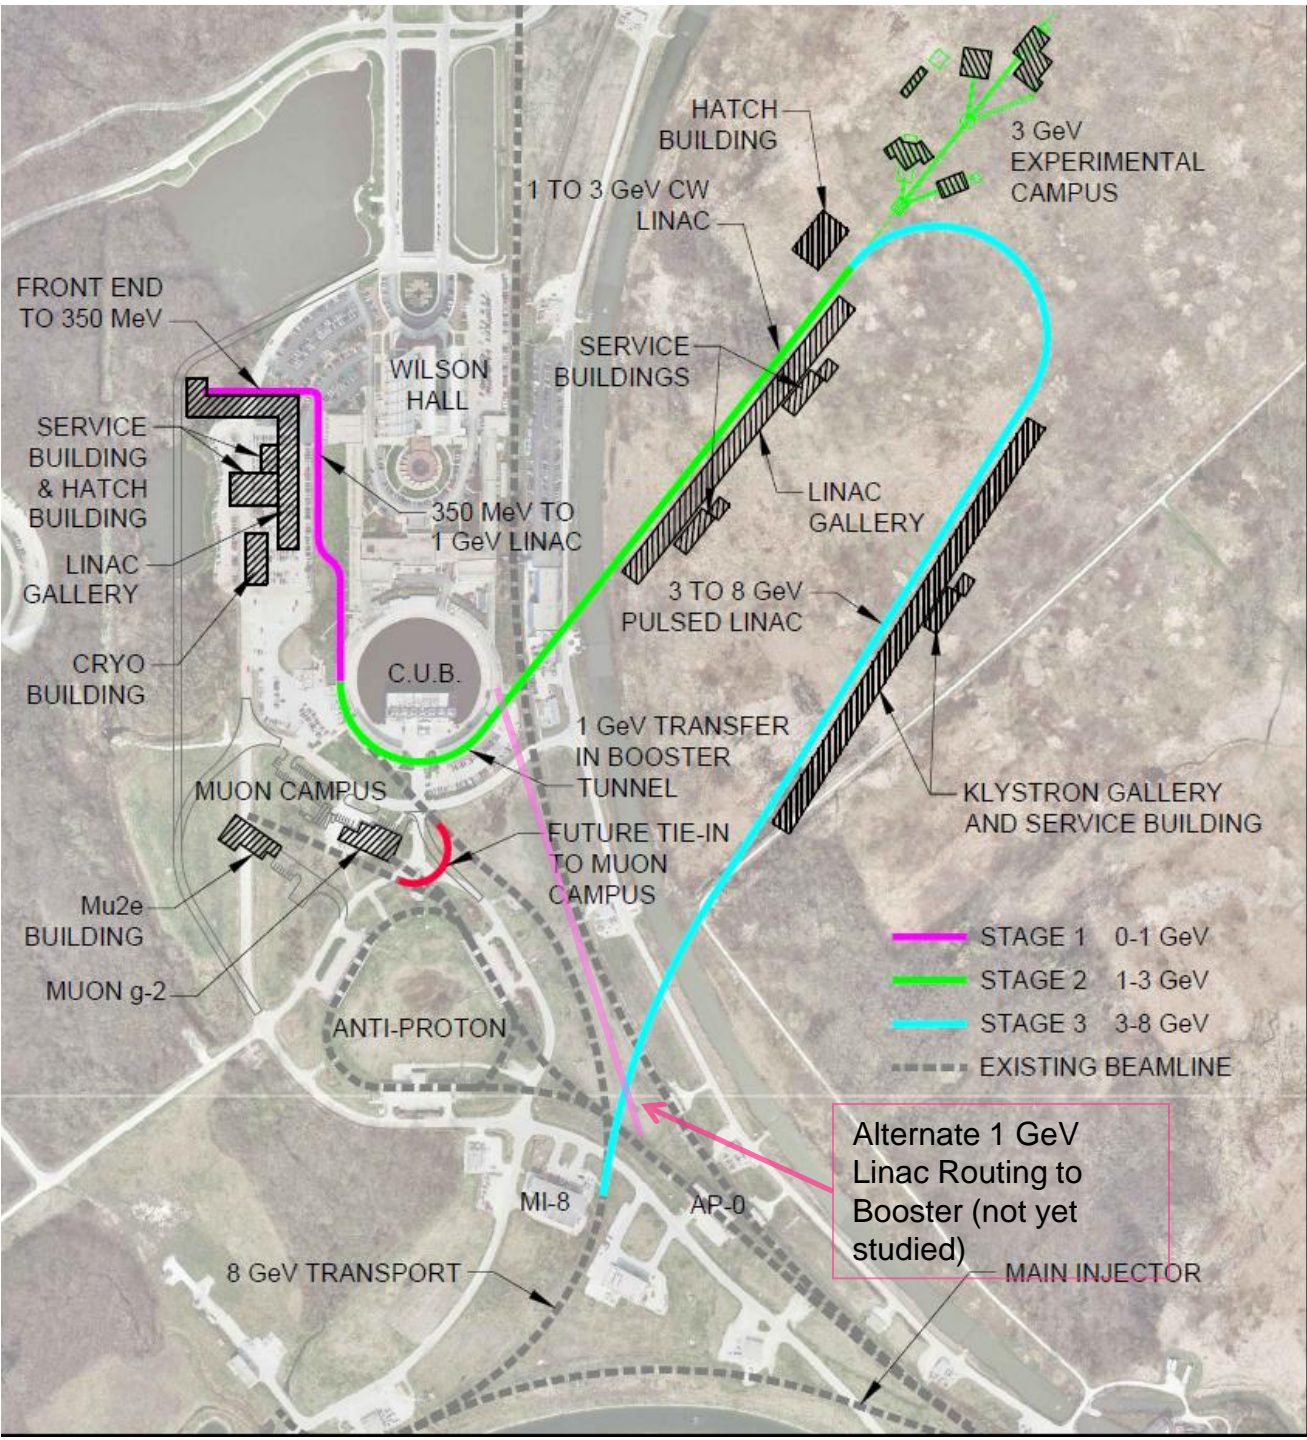 HATCH
BUILDING
3 GeV
EXPERIMENTAL
CAMPUS
1 TO 3 GeV CW
LINAC
FRONT END
TO 350 MeV
SERVICE
BUILDINGS
WILSON
HALL
SERVICE
BUILDING
& HATCH
BUILDING
LINAC
GALLERY
350 MeV TO
1 GeV LINAC
LINAC
GALLERY
3 TO 8 GeV
PULSED LINAC
CRYO
BUILDING
C.U.B.
1 GeV TRANSFER
IN BOOSTER
TUNNEL
MUON CAMPUS
KLYSTRON GALLERY
AND SERVICE BUILDING
FUTURE TIE-IN
TO MUON
CAMPUS
Mu2e
BUILDING
MUON g-2
ANTI-PROTON
STAGE 1 0-1 GeV
STAGE 2 1-3 GeV
STAGE 3 3-8 GeV
EXISTING BEAMLINE
Alternate 1 GeV
Linac Routing to
Booster (not yet
studied)
MI-8
AP-0
8 GeV TRANSPORT
MAIN INJECTOR